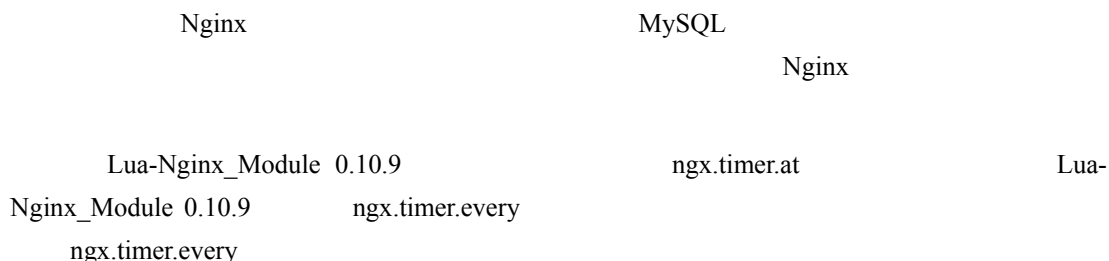 Nginx MySQL
Nginx
Lua-Nginx_Module 0.10.9 ngx.timer.at Lua-
Nginx_Module 0.10.9 ngx.timer.every
ngx.timer.every